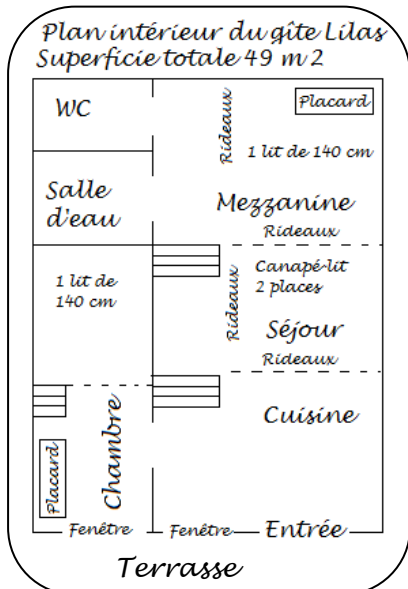 Plan intérieur du gîte Lilas
Superficie totale 49 m 2
WC
Rideaux
Placard
1 lit de 140 cm
Salle
d'eau
Mezzanine
Rideaux
1 lit de
140 cm
Rideaux
Canapé-lit
2 places
Séjour
Rideaux
Cuisine
Chambre
Placard
Fenêtre
Fenêtre
Entrée
Terrasse